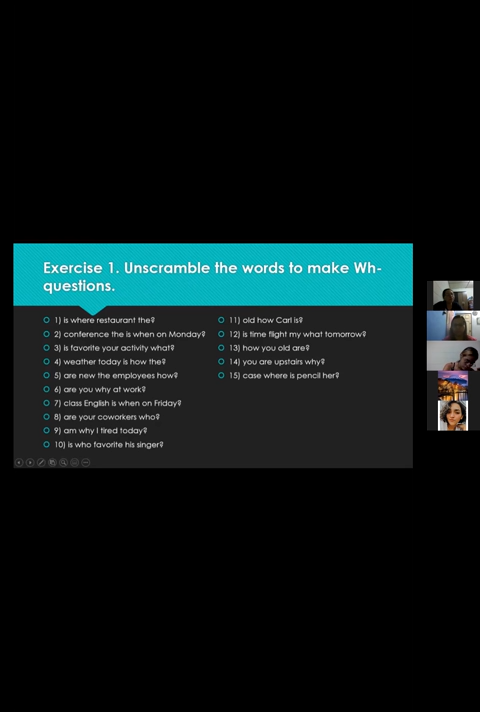 Exercise 1. Unscramble the words to make Wh-
questions.
1) is where restaurant the?
2) conference the is when on Monday?
3) is favorite your activity what?
4) weather today is how the?
5) are new the employees how?
6) are you why at work?
7) class English is when on Friday?
8) are your coworkers who?
9) am why I tired today?
10) is who favorite his singer?
11) old how Carl is?
12) is time flight my what tomorrow?
13) how you old are?
14) you are upstairs why?
15) case where is pencil her?